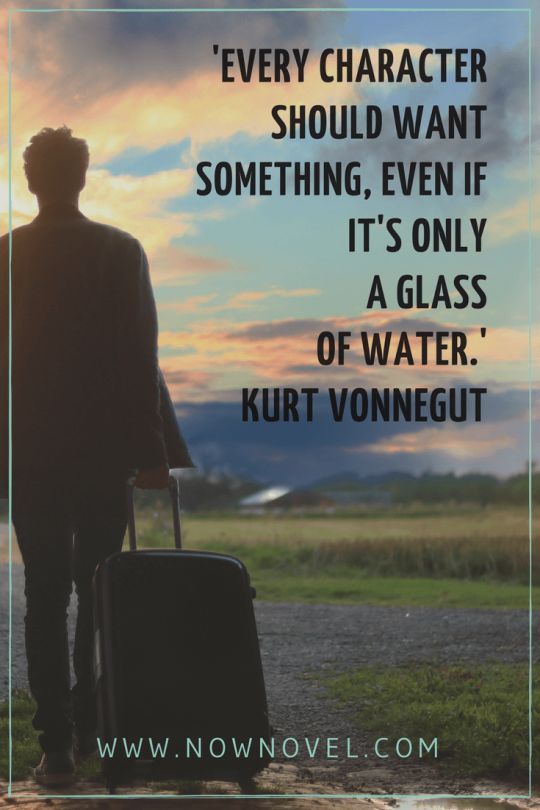 'EVERY CHARACTER
SHOULD WANT
SOMETHING, EVEN IF
IT'S ONLY
A GLASS
OF WATER.'
KURT VONNEGUT
WWW.NOWNOVEL.COM